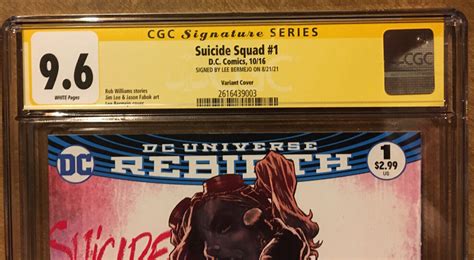 CGC Signature SERIES
9.6
WHITE Pages
Suicide Squad #1
D.C. Comics, 10/16
SIGNED BY LEE BERMEJO ON 8/21/21
Variant Cover
Rob Williams stories
Jim Lee & Jason Fabok art
Lee Bermejo cover
2616439003
CGC
DC
DC UNIVERSE
REBIRTH
1
$2.99
US
SUICIDE